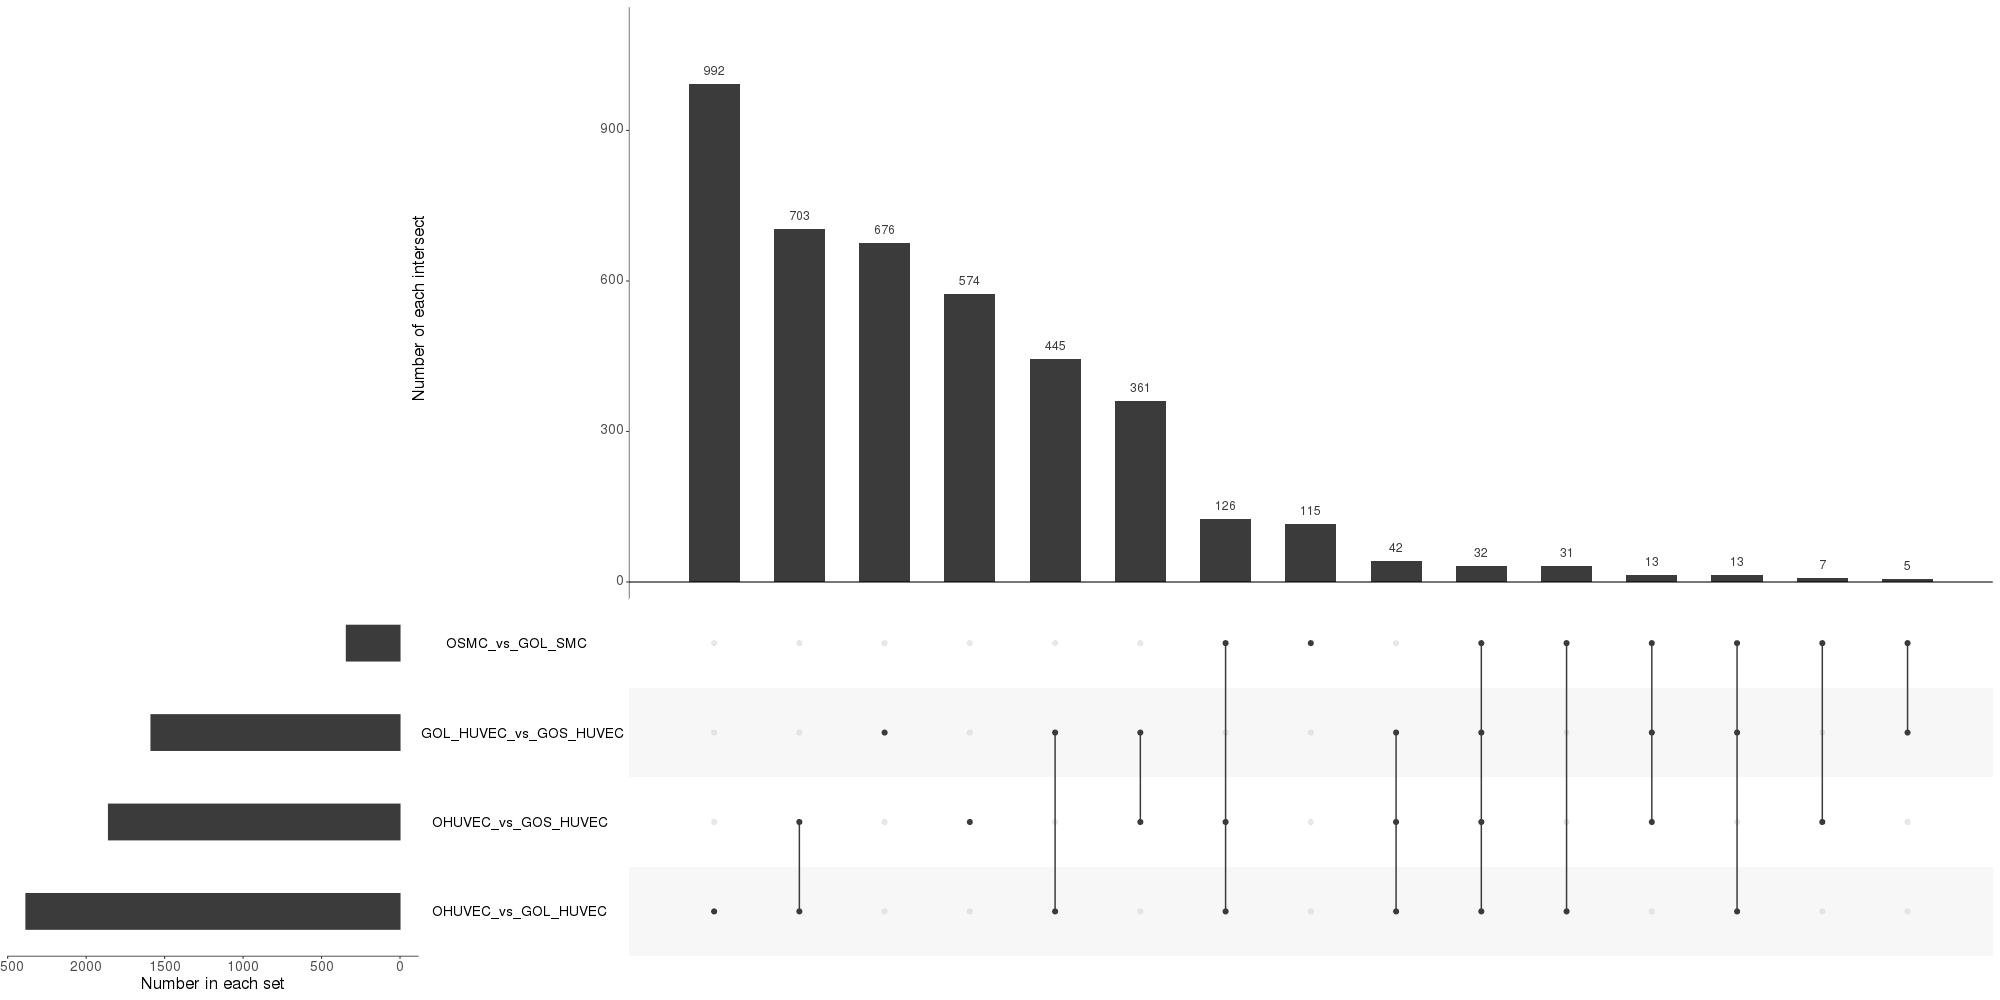 992
703
676
574
445
361
126
115
42
32
31
13
13
7
5
900
600
300
0
Number of each intersect
OSMC_vs_GOL_SMC
GOL_HUVEC_vs_GOS_HUVEC
OHUVEC_vs_GOS_HUVEC
OHUVEC_vs_GOL_HUVEC
500 2000 1500 1000 500 0
Number in each set